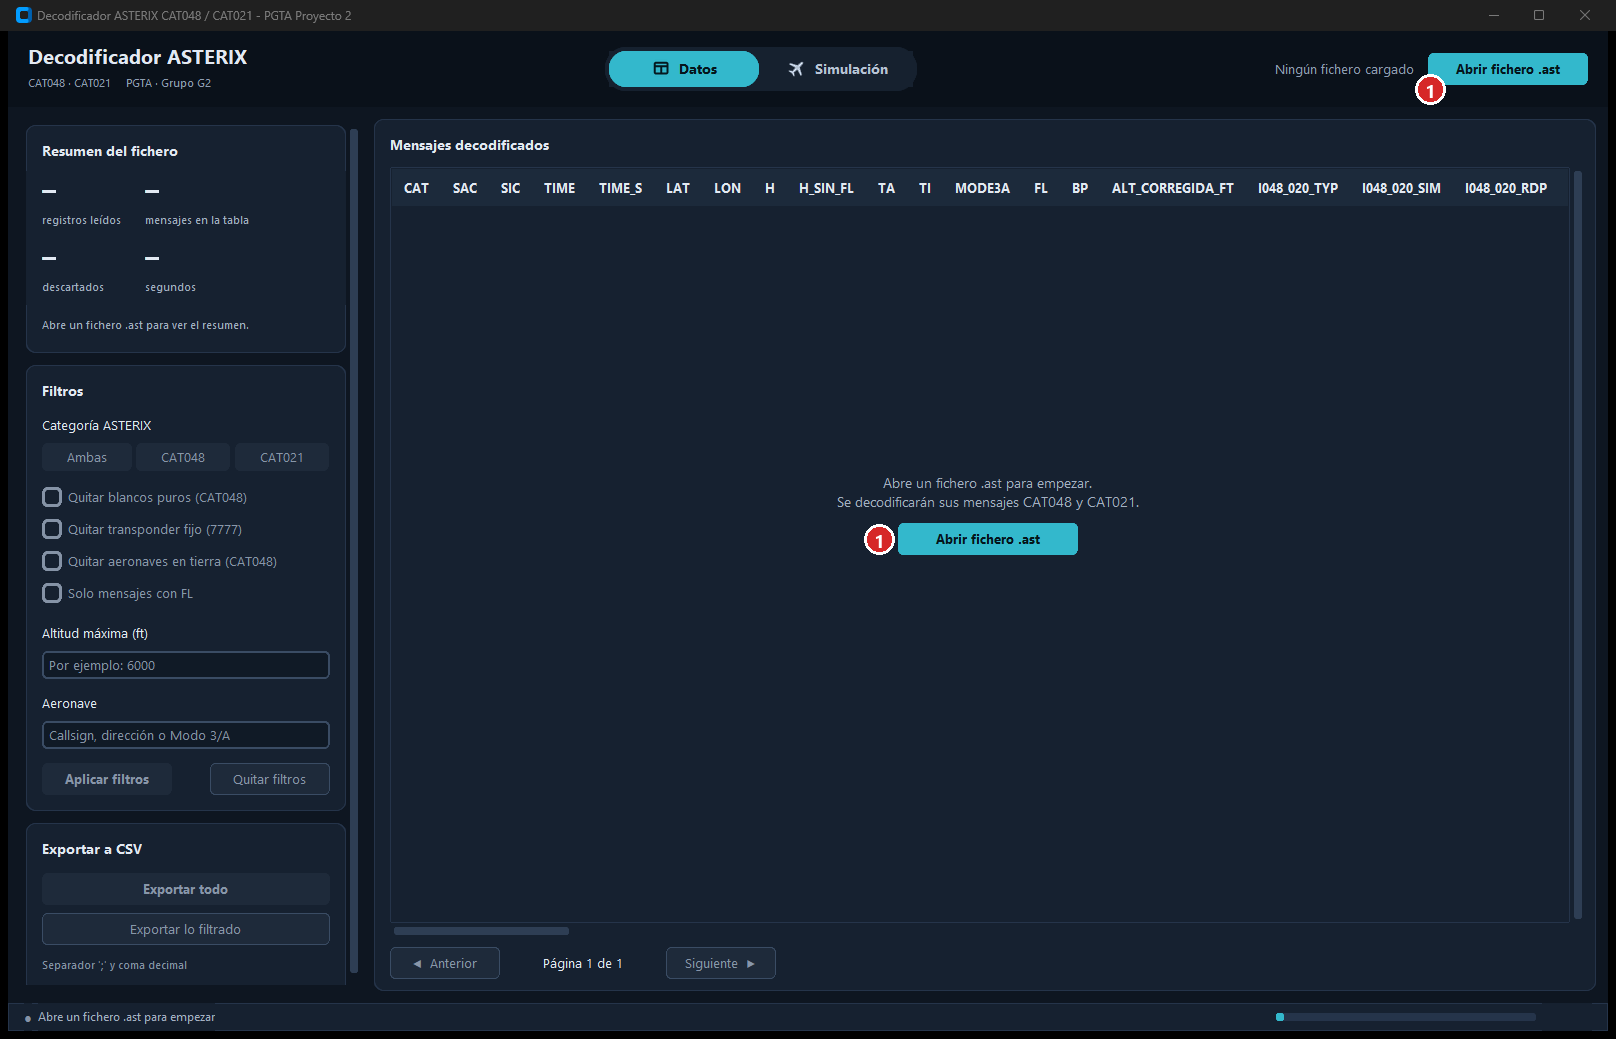 Decodificador ASTERIX CAT048 / CAT021 - PGTA Proyecto 2
Decodificador ASTERIX
CAT048 · CAT021 PGTA · Grupo G2
Datos
Simulación
Ningún fichero cargado
Abrir fichero .ast
1
Resumen del fichero
–
–
registros leídos
mensajes en la tabla
–
–
descartados
segundos
Abre un fichero .ast para ver el resumen.
Filtros
Categoría ASTERIX
Ambas
CAT048
CAT021
Quitar blancos puros (CAT048)
Quitar transponder fijo (7777)
Quitar aeronaves en tierra (CAT048)
Solo mensajes con FL
Altitud máxima (ft)
Por ejemplo: 6000
Aeronave
Callsign, dirección o Modo 3/A
Aplicar filtros
Quitar filtros
Exportar a CSV
Exportar todo
Exportar lo filtrado
Separador ';' y coma decimal
Mensajes decodificados
CAT SAC SIC TIME TIME_S LAT LON H H_SIN_FL TA TI MODE3A FL BP ALT_CORREGIDA_FT I048_020_TYP I048_020_SIM I048_020_RDP
Abre un fichero .ast para empezar.
Se decodificarán sus mensajes CAT048 y CAT021.
1
Abrir fichero .ast
◄ Anterior
Página 1 de 1
Siguiente ►
● Abre un fichero .ast para empezar